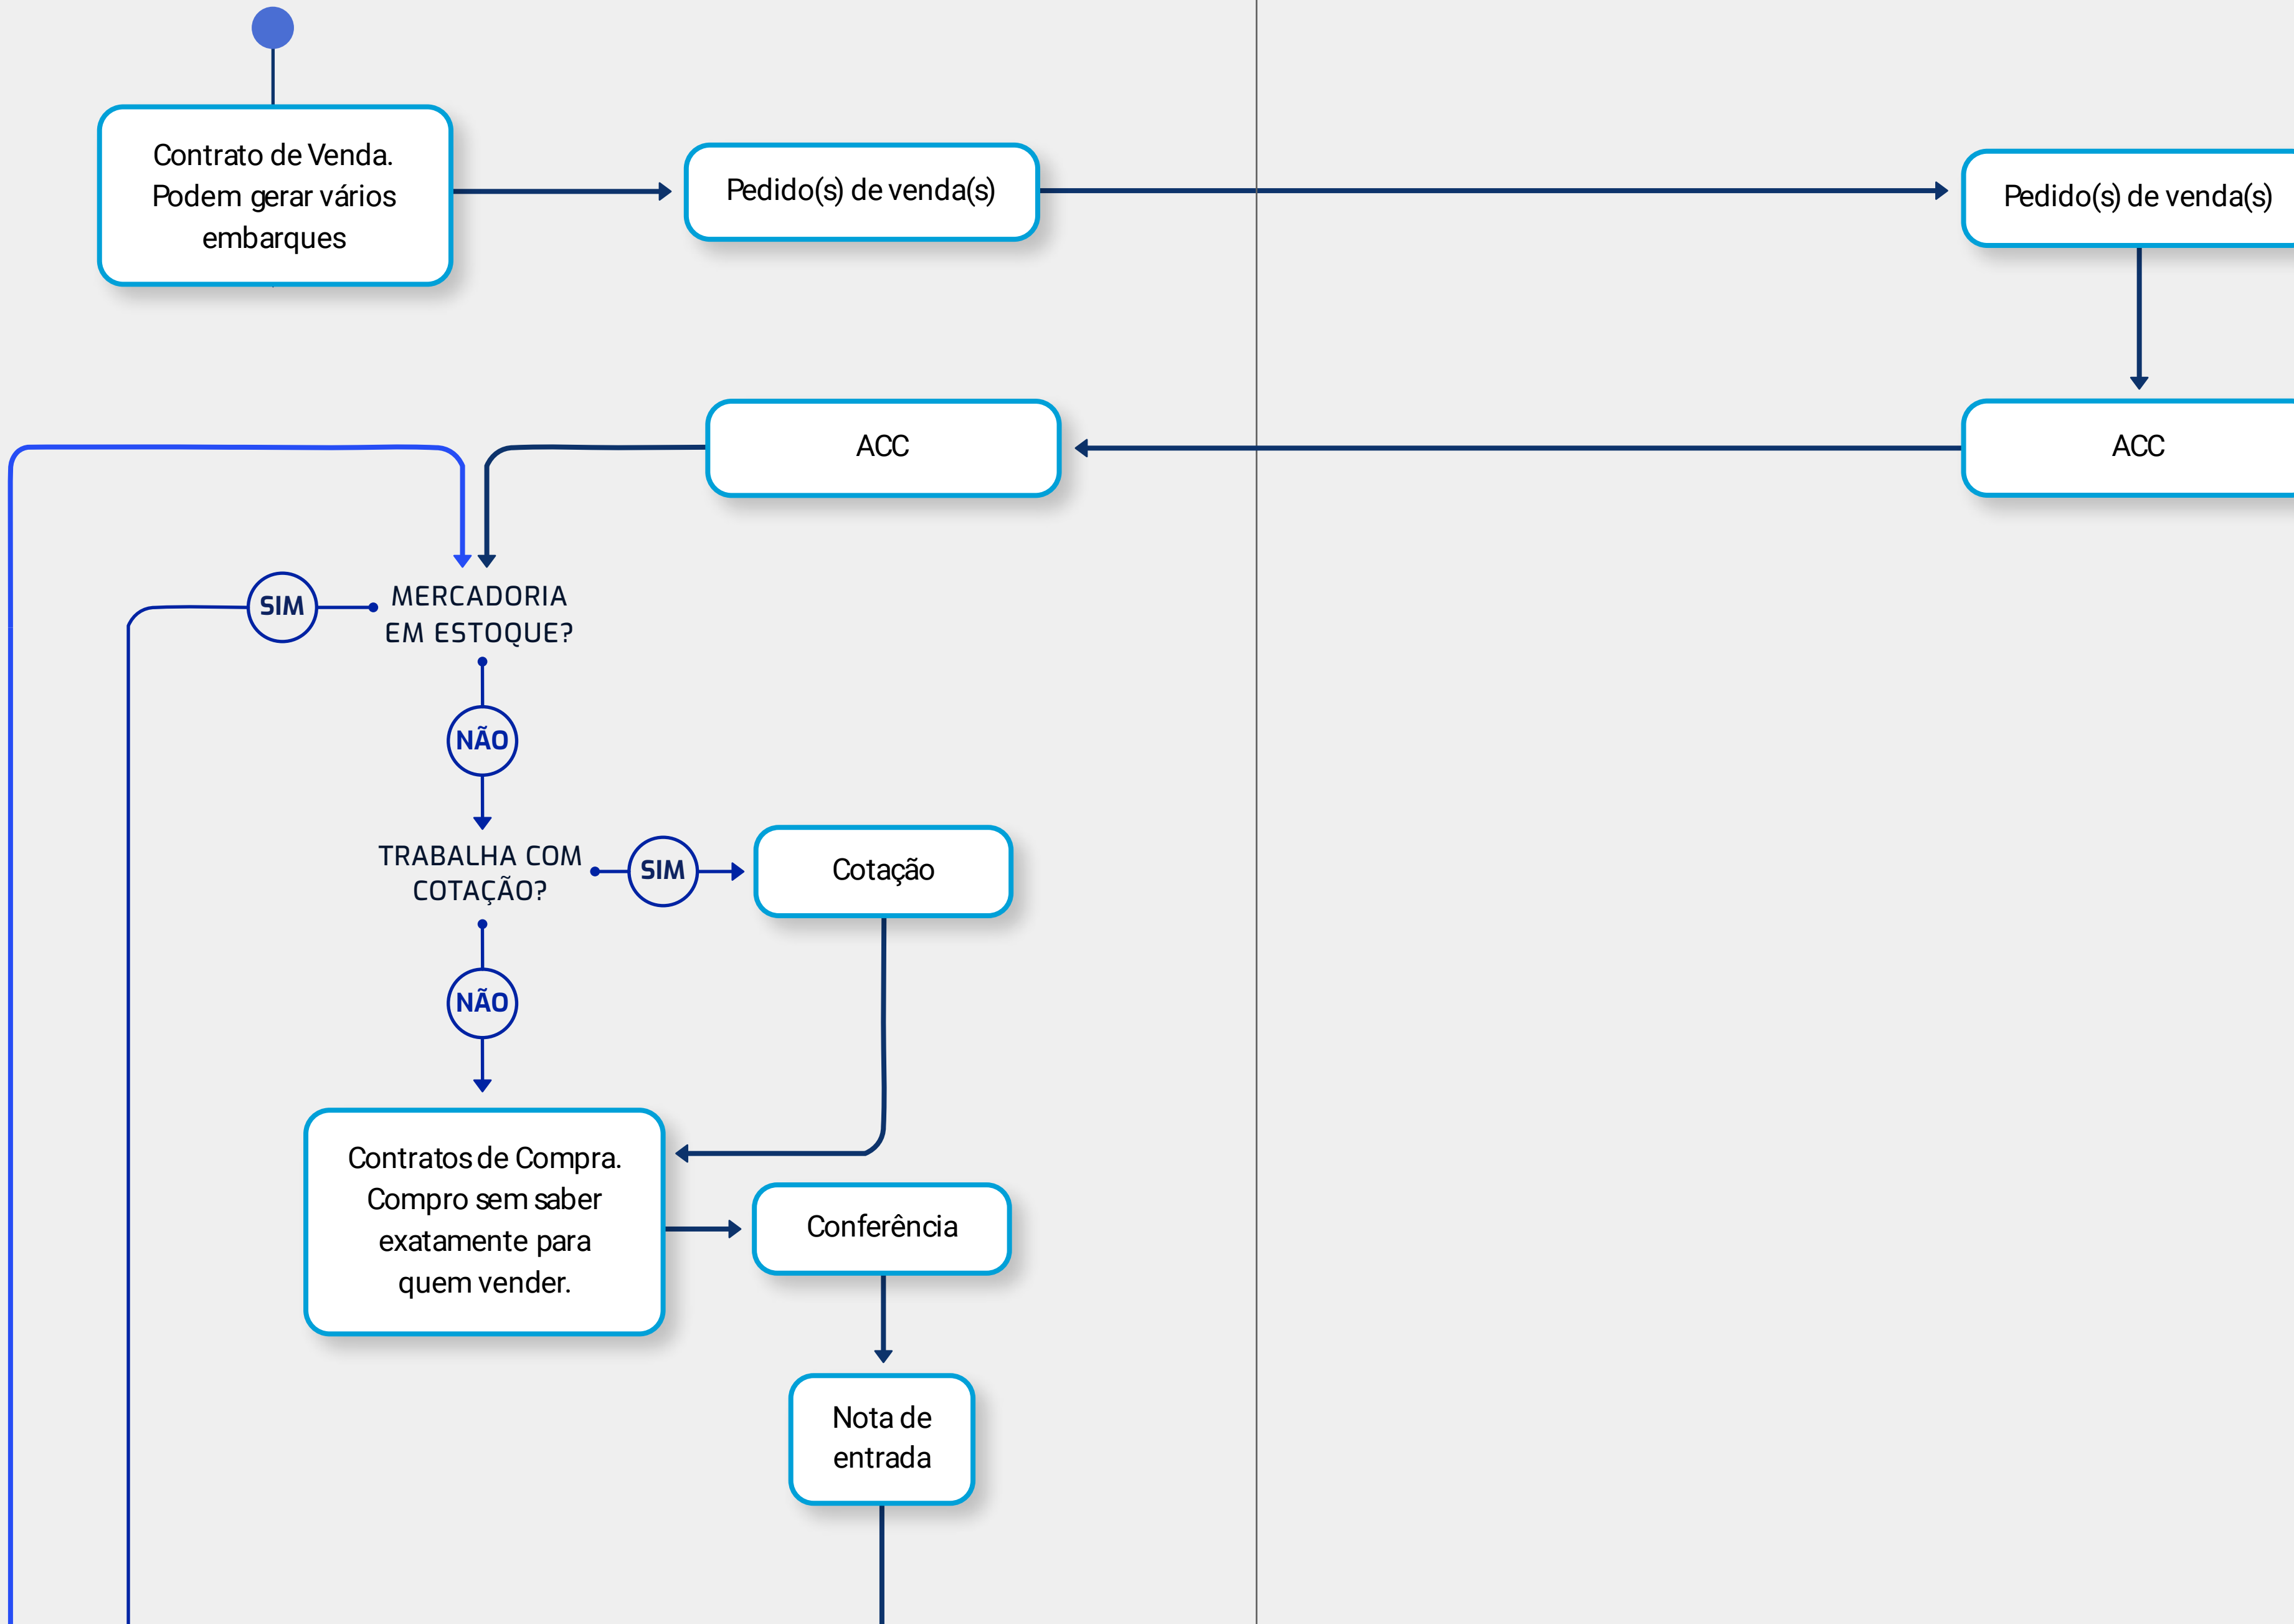 Contrato de Venda.
Podem gerar vários
embarques
Pedido(s) de venda(s)
Pedido(s) de venda(s)
ACC
ACC
SIM
MERCADORIA
EM ESTOQUE?
NÃO
TRABALHA COM
COTAÇÃO?
SIM
Cotação
NÃO
Contratos de Compra.
Compro sem saber
exatamente para
quem vender.
Conferência
Nota de
entrada